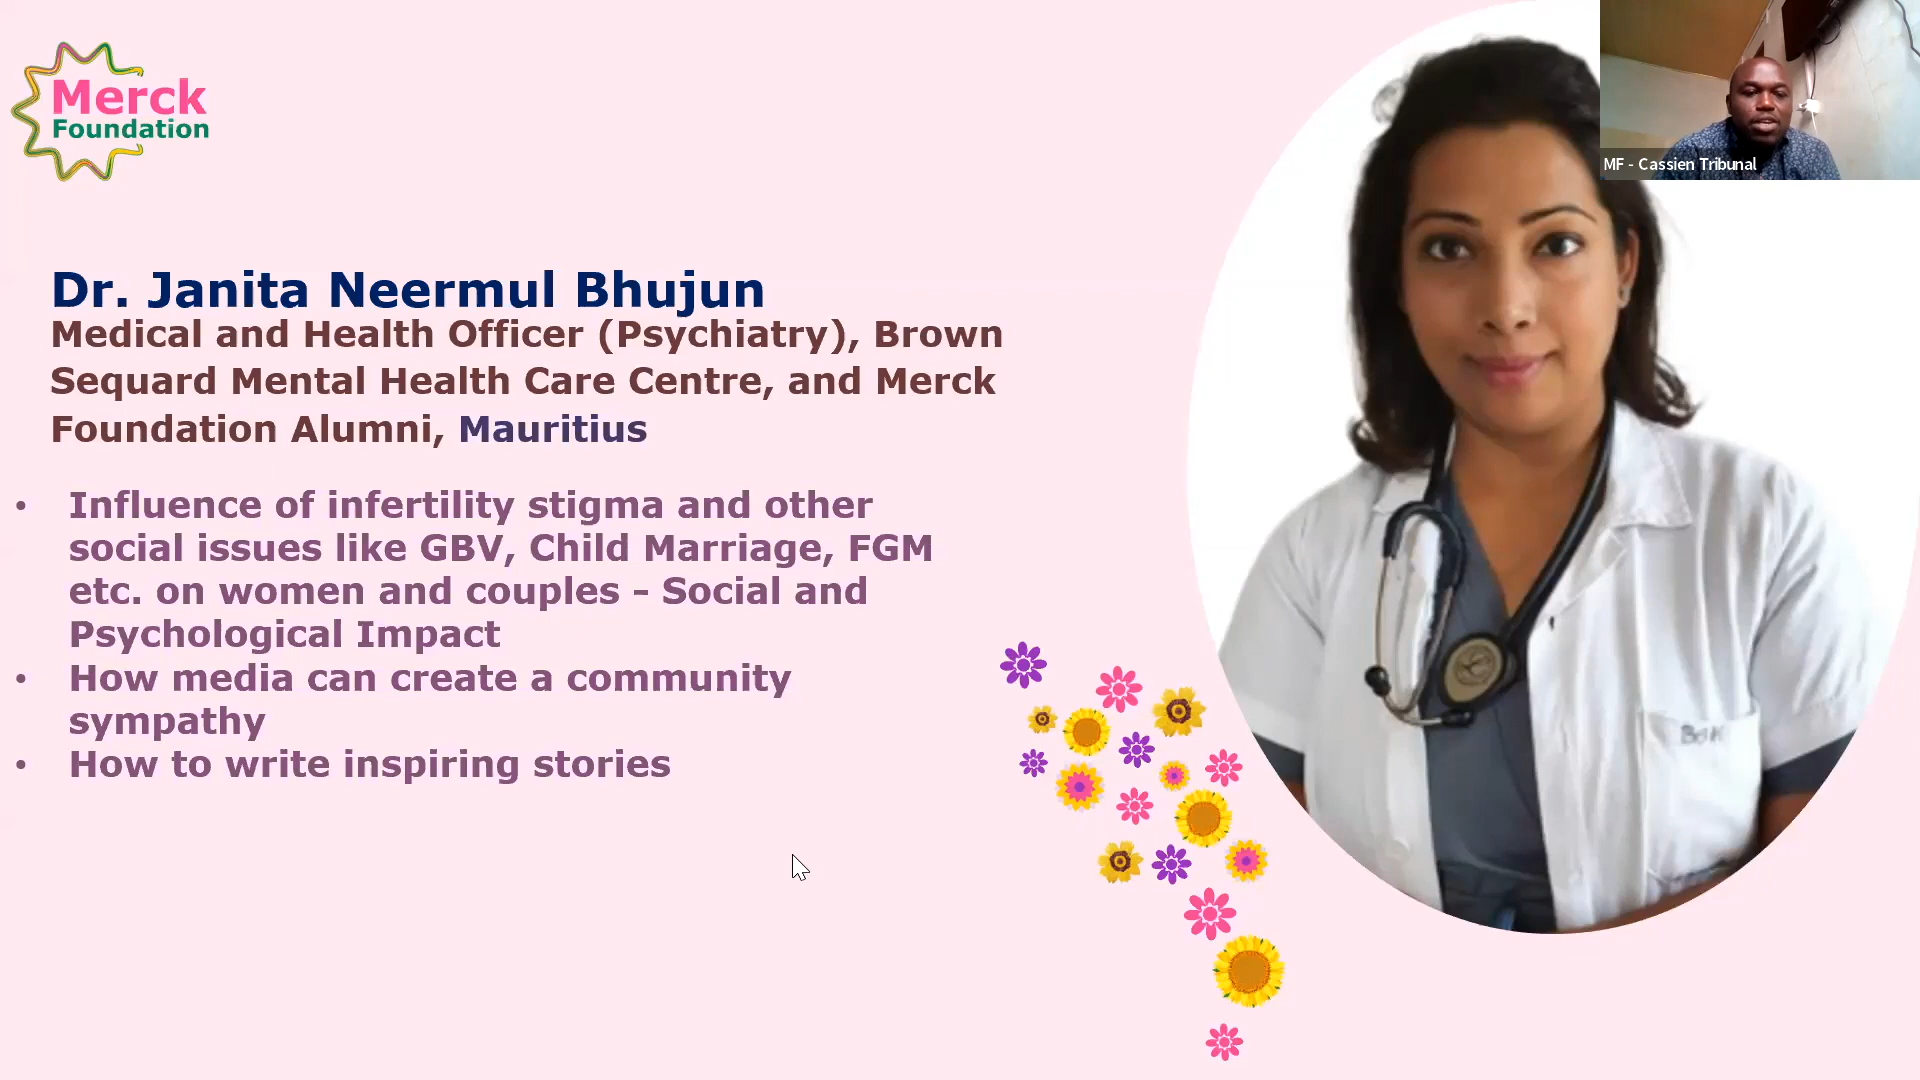 Merck
Foundation
MF - Cassien Tribunal
Dr. Janita Neermul Bhujun
Medical and Health Officer (Psychiatry), Brown
Sequard Mental Health Care Centre, and Merck
Foundation Alumni, Mauritius
• Influence of infertility stigma and other
social issues like GBV, Child Marriage, FGM
etc. on women and couples – Social and
Psychological Impact
• How media can create a community
sympathy
• How to write inspiring stories